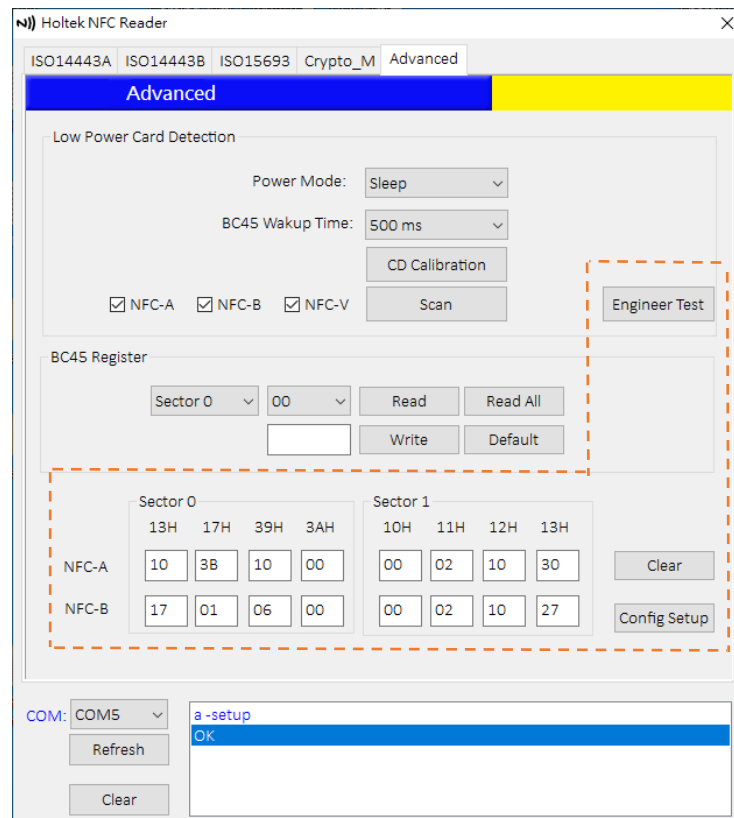 Holtek NFC Reader
ISO14443A ISO14443B ISO15693 Crypto_M Advanced
Advanced
Low Power Card Detection
Power Mode: Sleep
BC45 Wakup Time: 500 ms
CD Calibration
NFC-A NFC-B NFC-V Scan Engineer Test
BC45 Register
Sector 0 00 Read Read All
Write Default
Sector 0 Sector 1
13H 17H 39H 3AH 10H 11H 12H 13H
NFC-A 10 3B 10 00 00 02 10 30 Clear
NFC-B 17 01 06 00 00 02 10 27 Config Setup
COM: COM5 a -setup
OK
Refresh
Clear